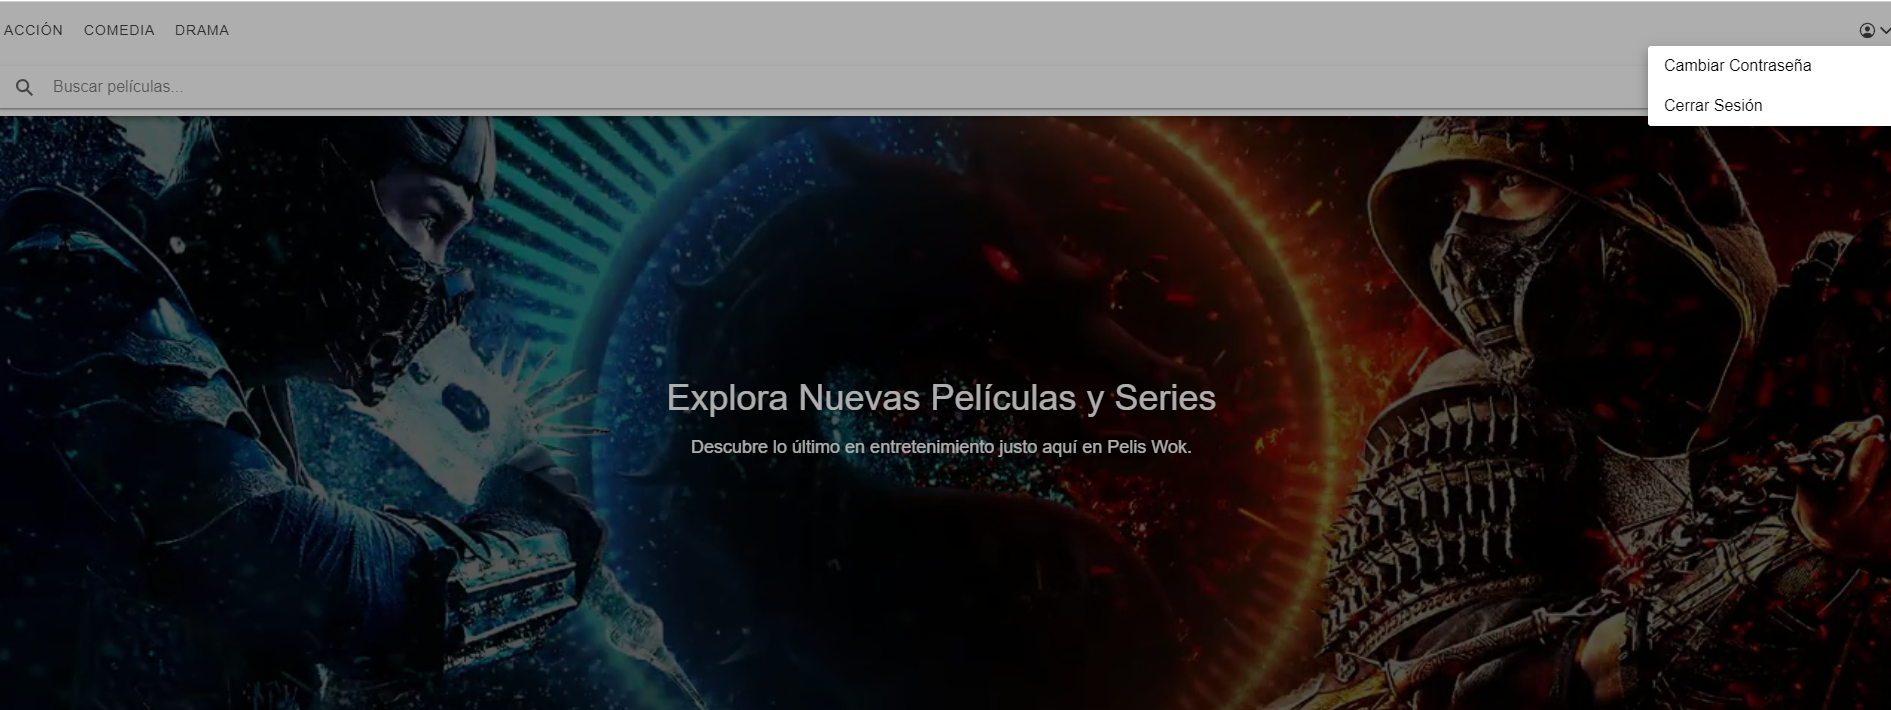 ACCIÓN COMEDIA DRAMA
Cambiar Contraseña
Buscar películas...
Cerrar Sesión
Explora Nuevas Películas y Series
Descubre lo último en entretenimiento justo aquí en Pelis Wok.